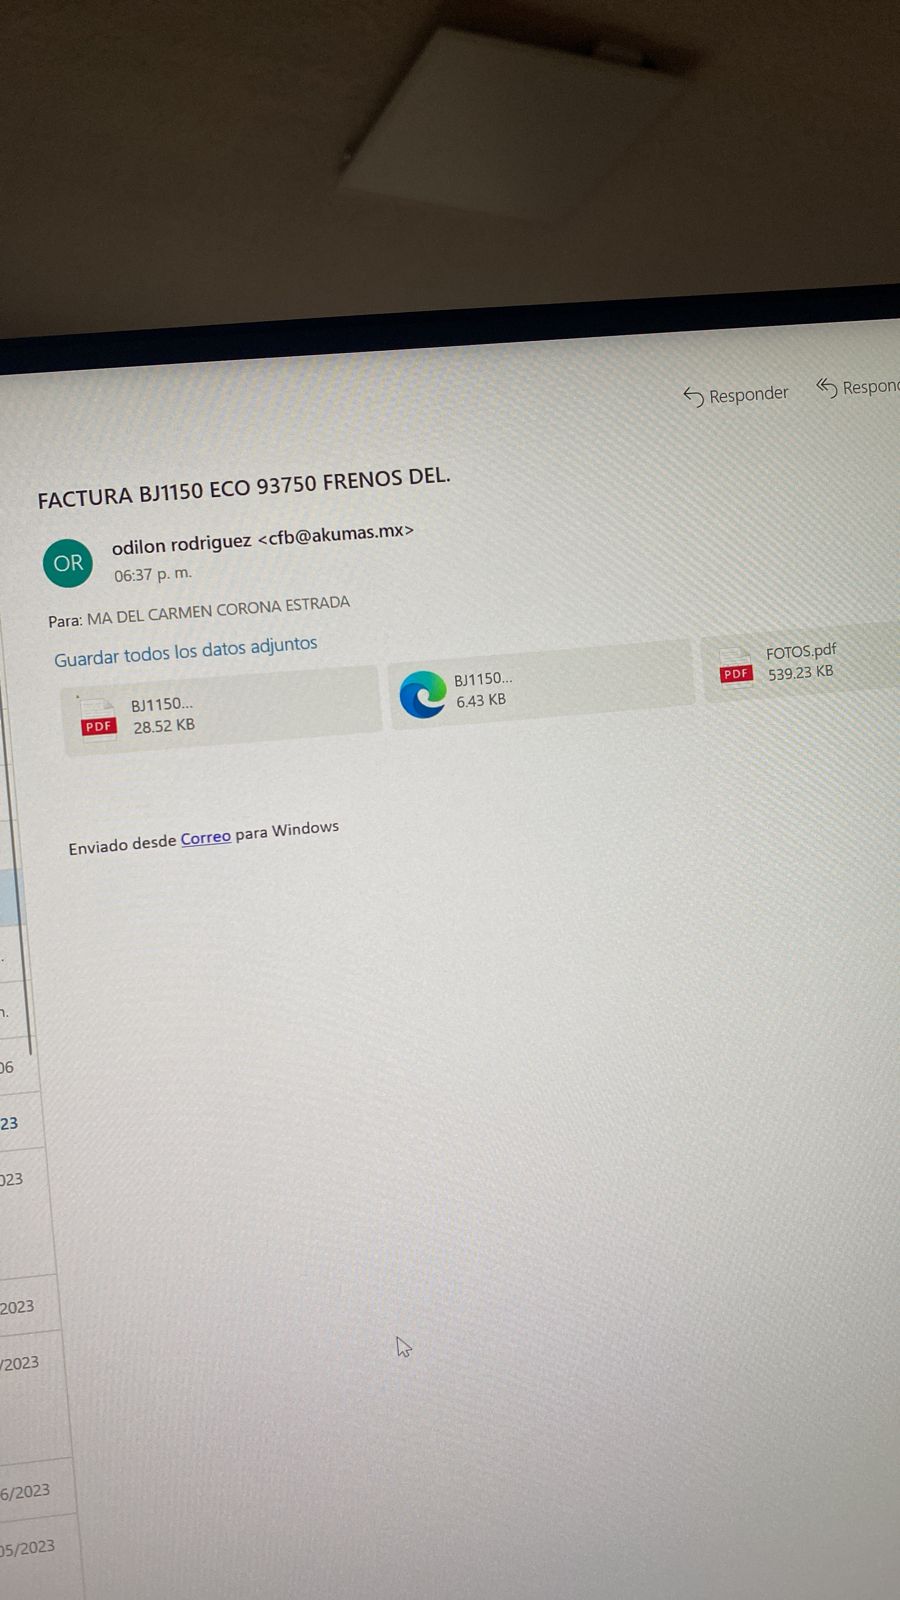 Responder
Respon
FACTURA BJ1150 ECO 93750 FRENOS DEL.
OR
odilon rodriguez <cfb@akumas.mx>
06:37 p. m.
Para: MA DEL CARMEN CORONA ESTRADA
Guardar todos los datos adjuntos
PDF
BJ1150...
28.52 KB
BJ1150...
6.43 KB
PDF
FOTOS.pdf
539.23 KB
Enviado desde Correo para Windows
06
23
023
2023
/2023
6/2023
05/2023